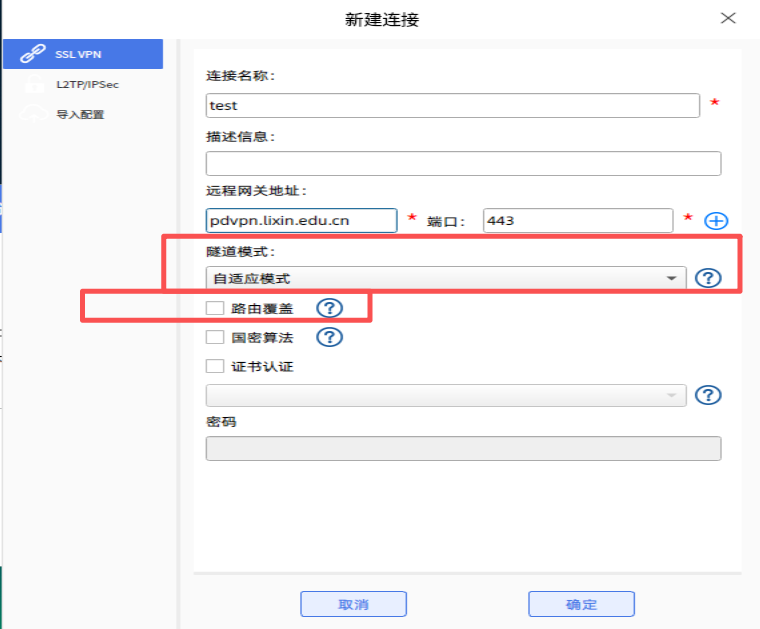 新建连接
SSL VPN
L2TP/IPSec
导入配置
连接名称:
test *
描述信息:
远程网关地址:
pdvpn.lixin.edu.cn * 端口: 443 *
隧道模式:
自适应模式 ?
路由覆盖 ?
国密算法 ?
证书认证
?
密码
取消 确定